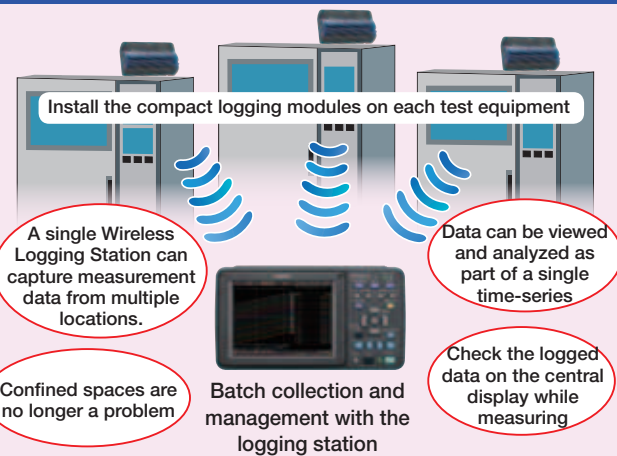 Install the compact logging modules on each test equipment
A single Wireless
Logging Station can
capture measurement
data from multiple
locations.
Data can be viewed
and analyzed as
part of a single
time-series
Confined spaces are
no longer a problem
Batch collection and
management with the
logging station
Check the logged
data on the central
display while
measuring